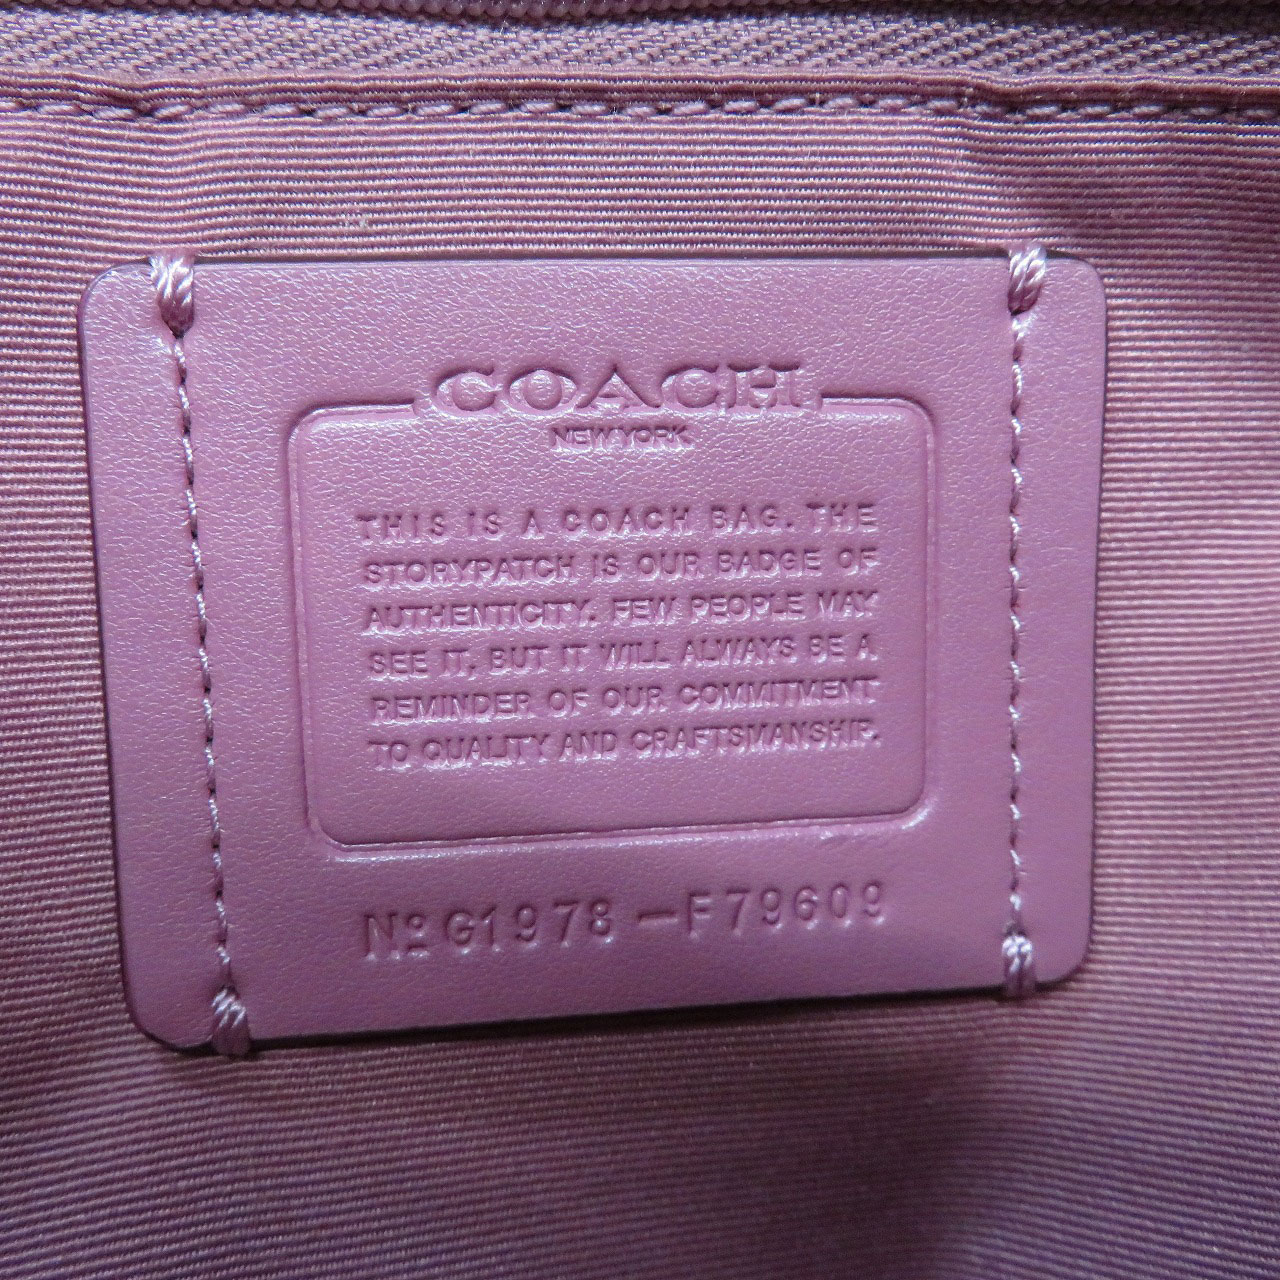 COACH
NEW YORK
THIS IS A COACH BAG. THE
STORYPATCH IS OUR BADGE OF
AUTHENTICITY. FEW PEOPLE MAY
SEE IT, BUT IT WILL ALWAYS BE A
REMINDER OF OUR COMMITMENT
TO QUALITY AND CRAFTSMANSHIP.
Nº G1978-F79609